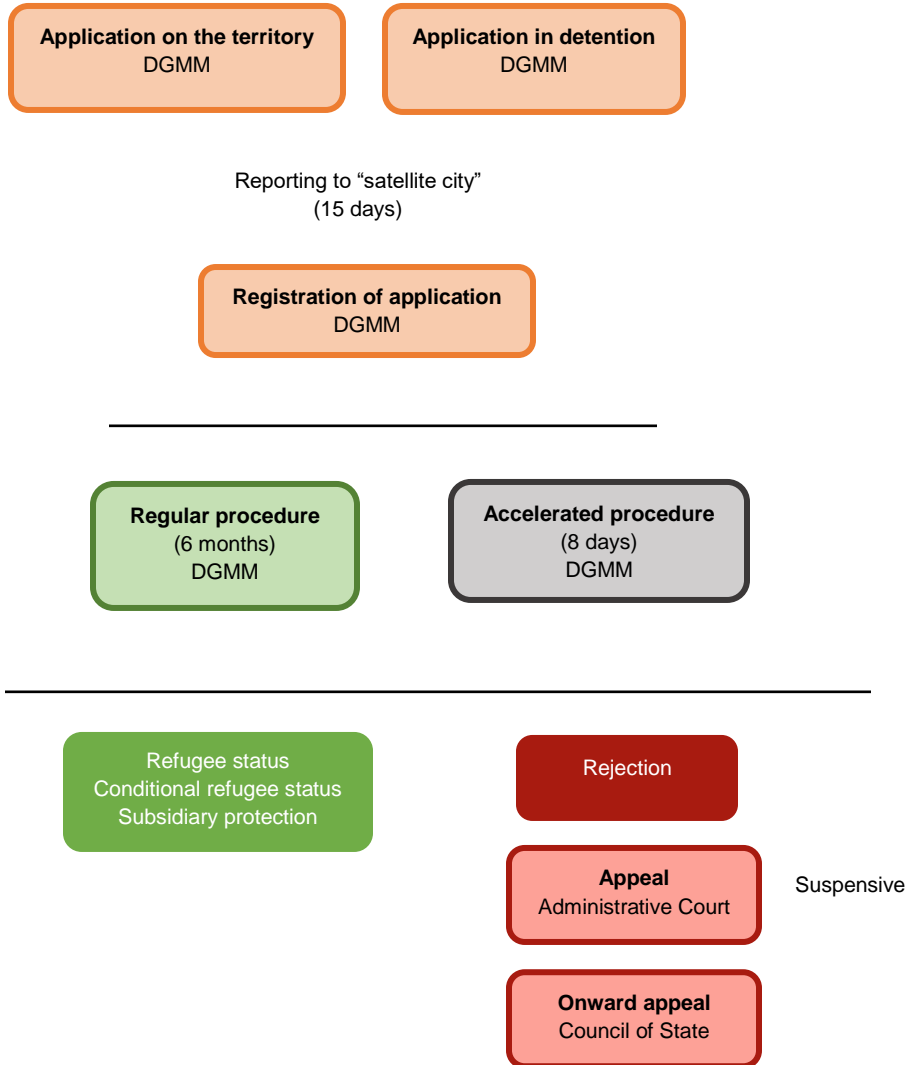 Application on the territory
DGMM
Application in detention
DGMM
Reporting to “satellite city”
(15 days)
Registration of application
DGMM
Regular procedure
(6 months)
DGMM
Accelerated procedure
(8 days)
DGMM
Refugee status
Conditional refugee status
Subsidiary protection
Rejection
Appeal
Administrative Court
Suspensive
Onward appeal
Council of State